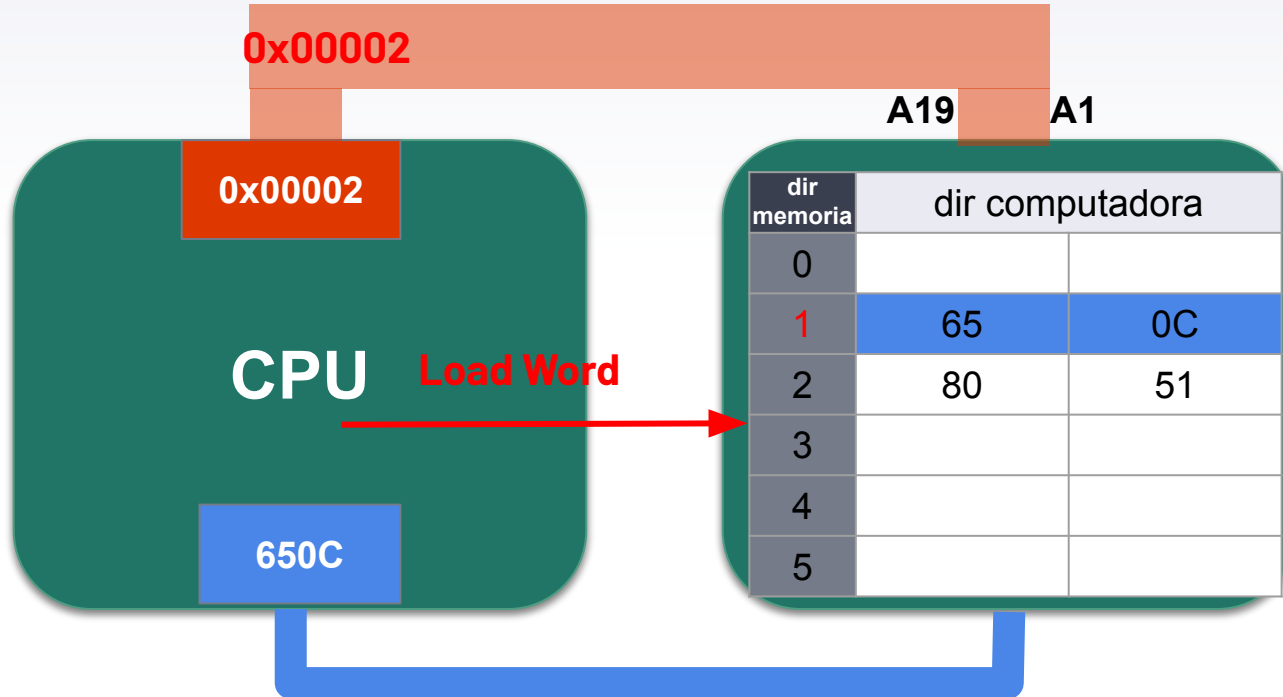 0x00002
A19 A1
0x00002
dir
memoria
dir computadora
0
1 65 0C
CPU Load Word
2 80 51
3
4
650C
5